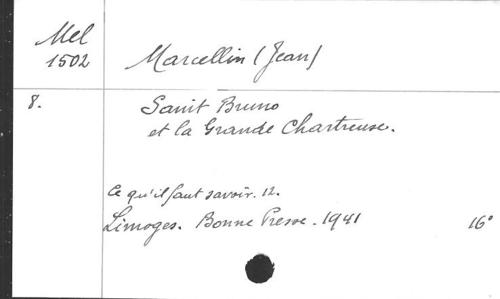 Mel
1502
Marcellin (Jean)
8.
Saint Bruno
et la Grande Chartreuse.
Ce qu'il faut savoir. 12.
Limoges. Bonne Presse. 1941
16°